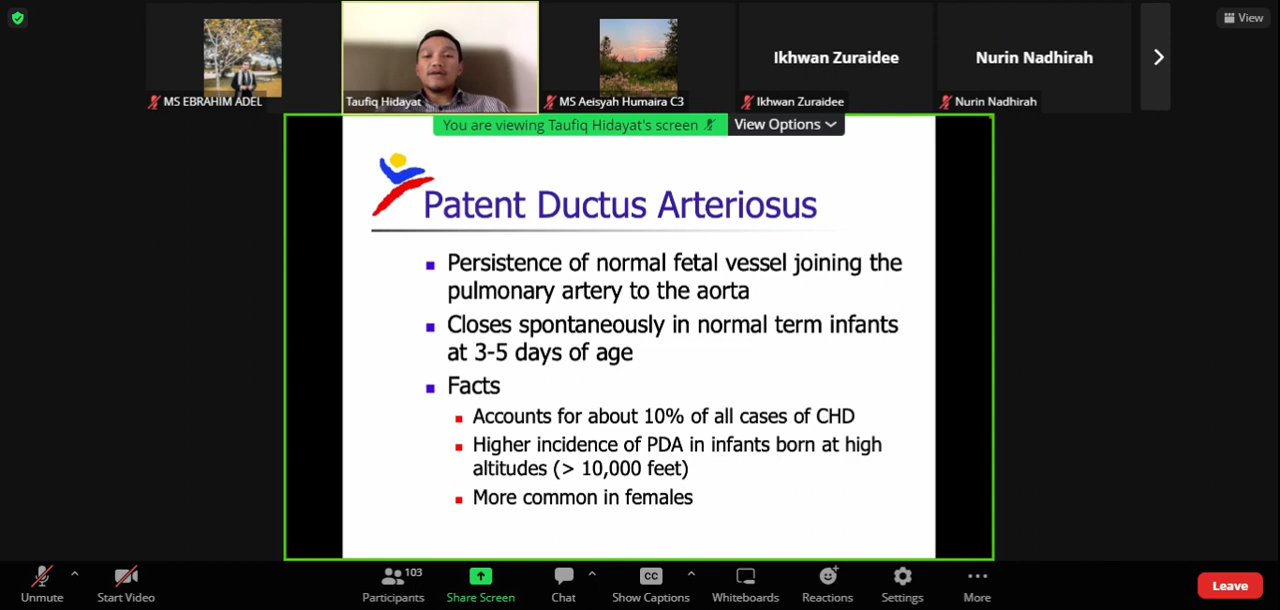 View
MS EBRAHIM ADEL
Taufiq Hidayat
MS Aeisyah Humaira C3
Ikhwan Zuraidee
Ikhwan Zuraidee
Nurin Nadhirah
Nurin Nadhirah
You are viewing Taufiq Hidayat's screen
View Options
Patent Ductus Arteriosus
Persistence of normal fetal vessel joining the
pulmonary artery to the aorta
Closes spontaneously in normal term infants
at 3-5 days of age
Facts
Accounts for about 10% of all cases of CHD
Higher incidence of PDA in infants born at high
altitudes (> 10,000 feet)
More common in females
Unmute
Start Video
103
Participants
Share Screen
Chat
CC
Show Captions
Whiteboards
Reactions
Settings
More
Leave